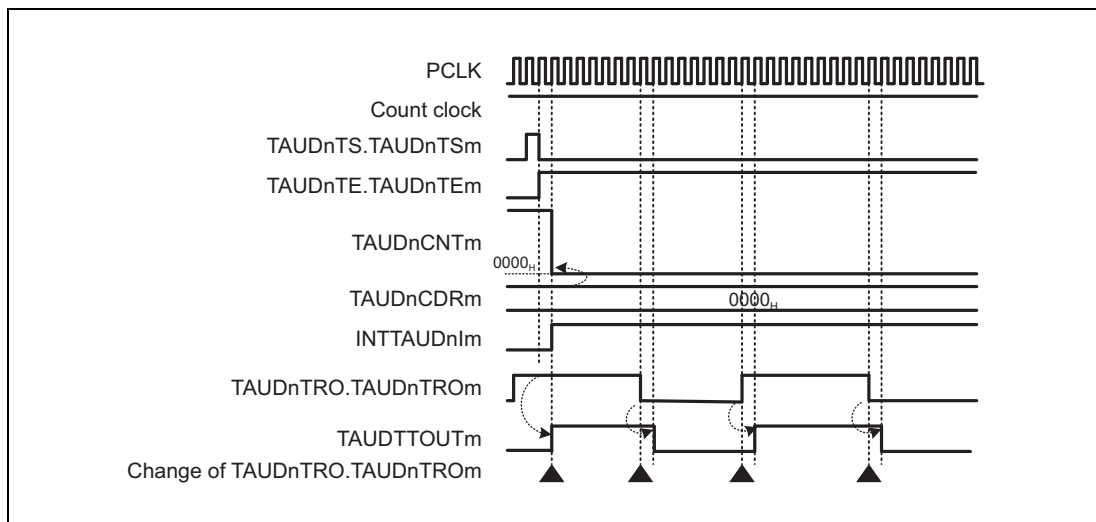 PCLK
Count clock
TAUDnTS.TAUDnTSm
TAUDnTE.TAUDnTEm
TAUDnCNTm
0000H
TAUDnCDRm
0000H
INTTAUDnIm
TAUDnTRO.TAUDnTROm
TAUDTTOUTm
Change of TAUDnTRO.TAUDnTROm